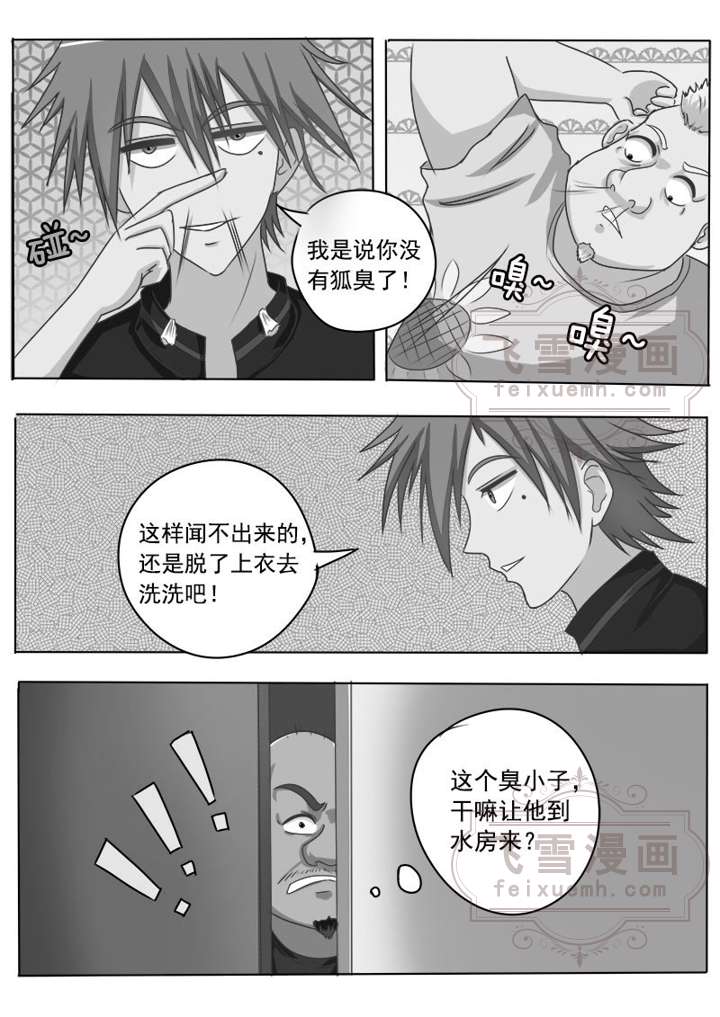 碰~
我是说你没
有狐臭了！
嗅~
嗅~
飞雪漫画
feixuemh.com
这样闻不出来的，
还是脱了上衣去
洗洗吧！
!!!
这个臭小子，
干嘛让他到
水房来？
飞雪漫画
feixuemh.com